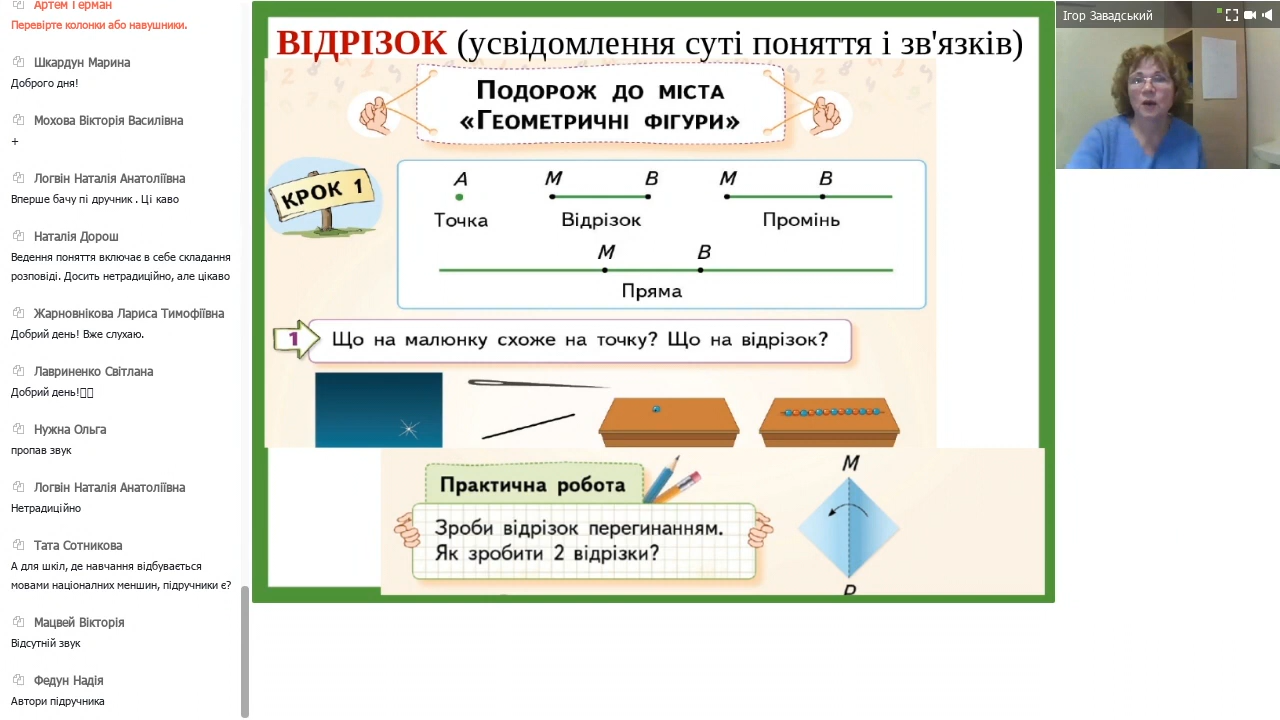 Артем Герман
Перевірте колонки або навушники.
Шкардун Марина
Доброго дня!
Мохова Вікторія Василівна
+
Логвін Наталія Анатоліївна
Вперше бачу пі дручник . Ці каво
Наталія Дорош
Ведення поняття включає в себе складання
розповіді. Досить нетрадиційно, але цікаво
Жарновнікова Лариса Тимофіївна
Добрий день! Вже слухаю.
Лавриненко Світлана
Добрий день!
Нужна Ольга
пропав звук
Логвін Наталія Анатоліївна
Нетрадиційно
Тата Сотникова
А для шкіл, де навчання відбувається
мовами націоналних меншин, підручники є?
Мацвей Вікторія
Відсутній звук
Федун Надія
Автори підручника
ВІДРІЗОК (усвідомлення суті поняття і зв'язків)
Подорож до міста
«Геометричні фігури»
КРОК 1
A
M B
M B
Точка
Відрізок
Промінь
M B
Пряма
1 Що на малюнку схоже на точку? Що на відрізок?
Практична робота
Зроби відрізок перегинанням.
Як зробити 2 відрізки?
M
Ігор Завадський